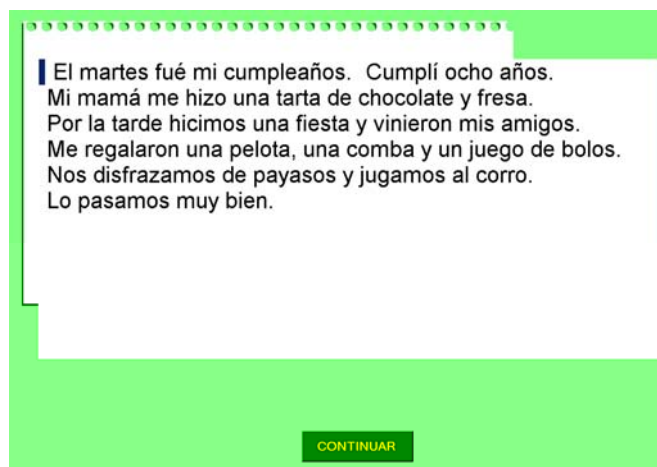 El martes fué mi cumpleaños.  Cumplí ocho años.
Mi mamá me hizo una tarta de chocolate y fresa.
Por la tarde hicimos una fiesta y vinieron mis amigos.
Me regalaron una pelota, una comba y un juego de bolos.
Nos disfrazamos de payasos y jugamos al corro.
Lo pasamos muy bien.
CONTINUAR